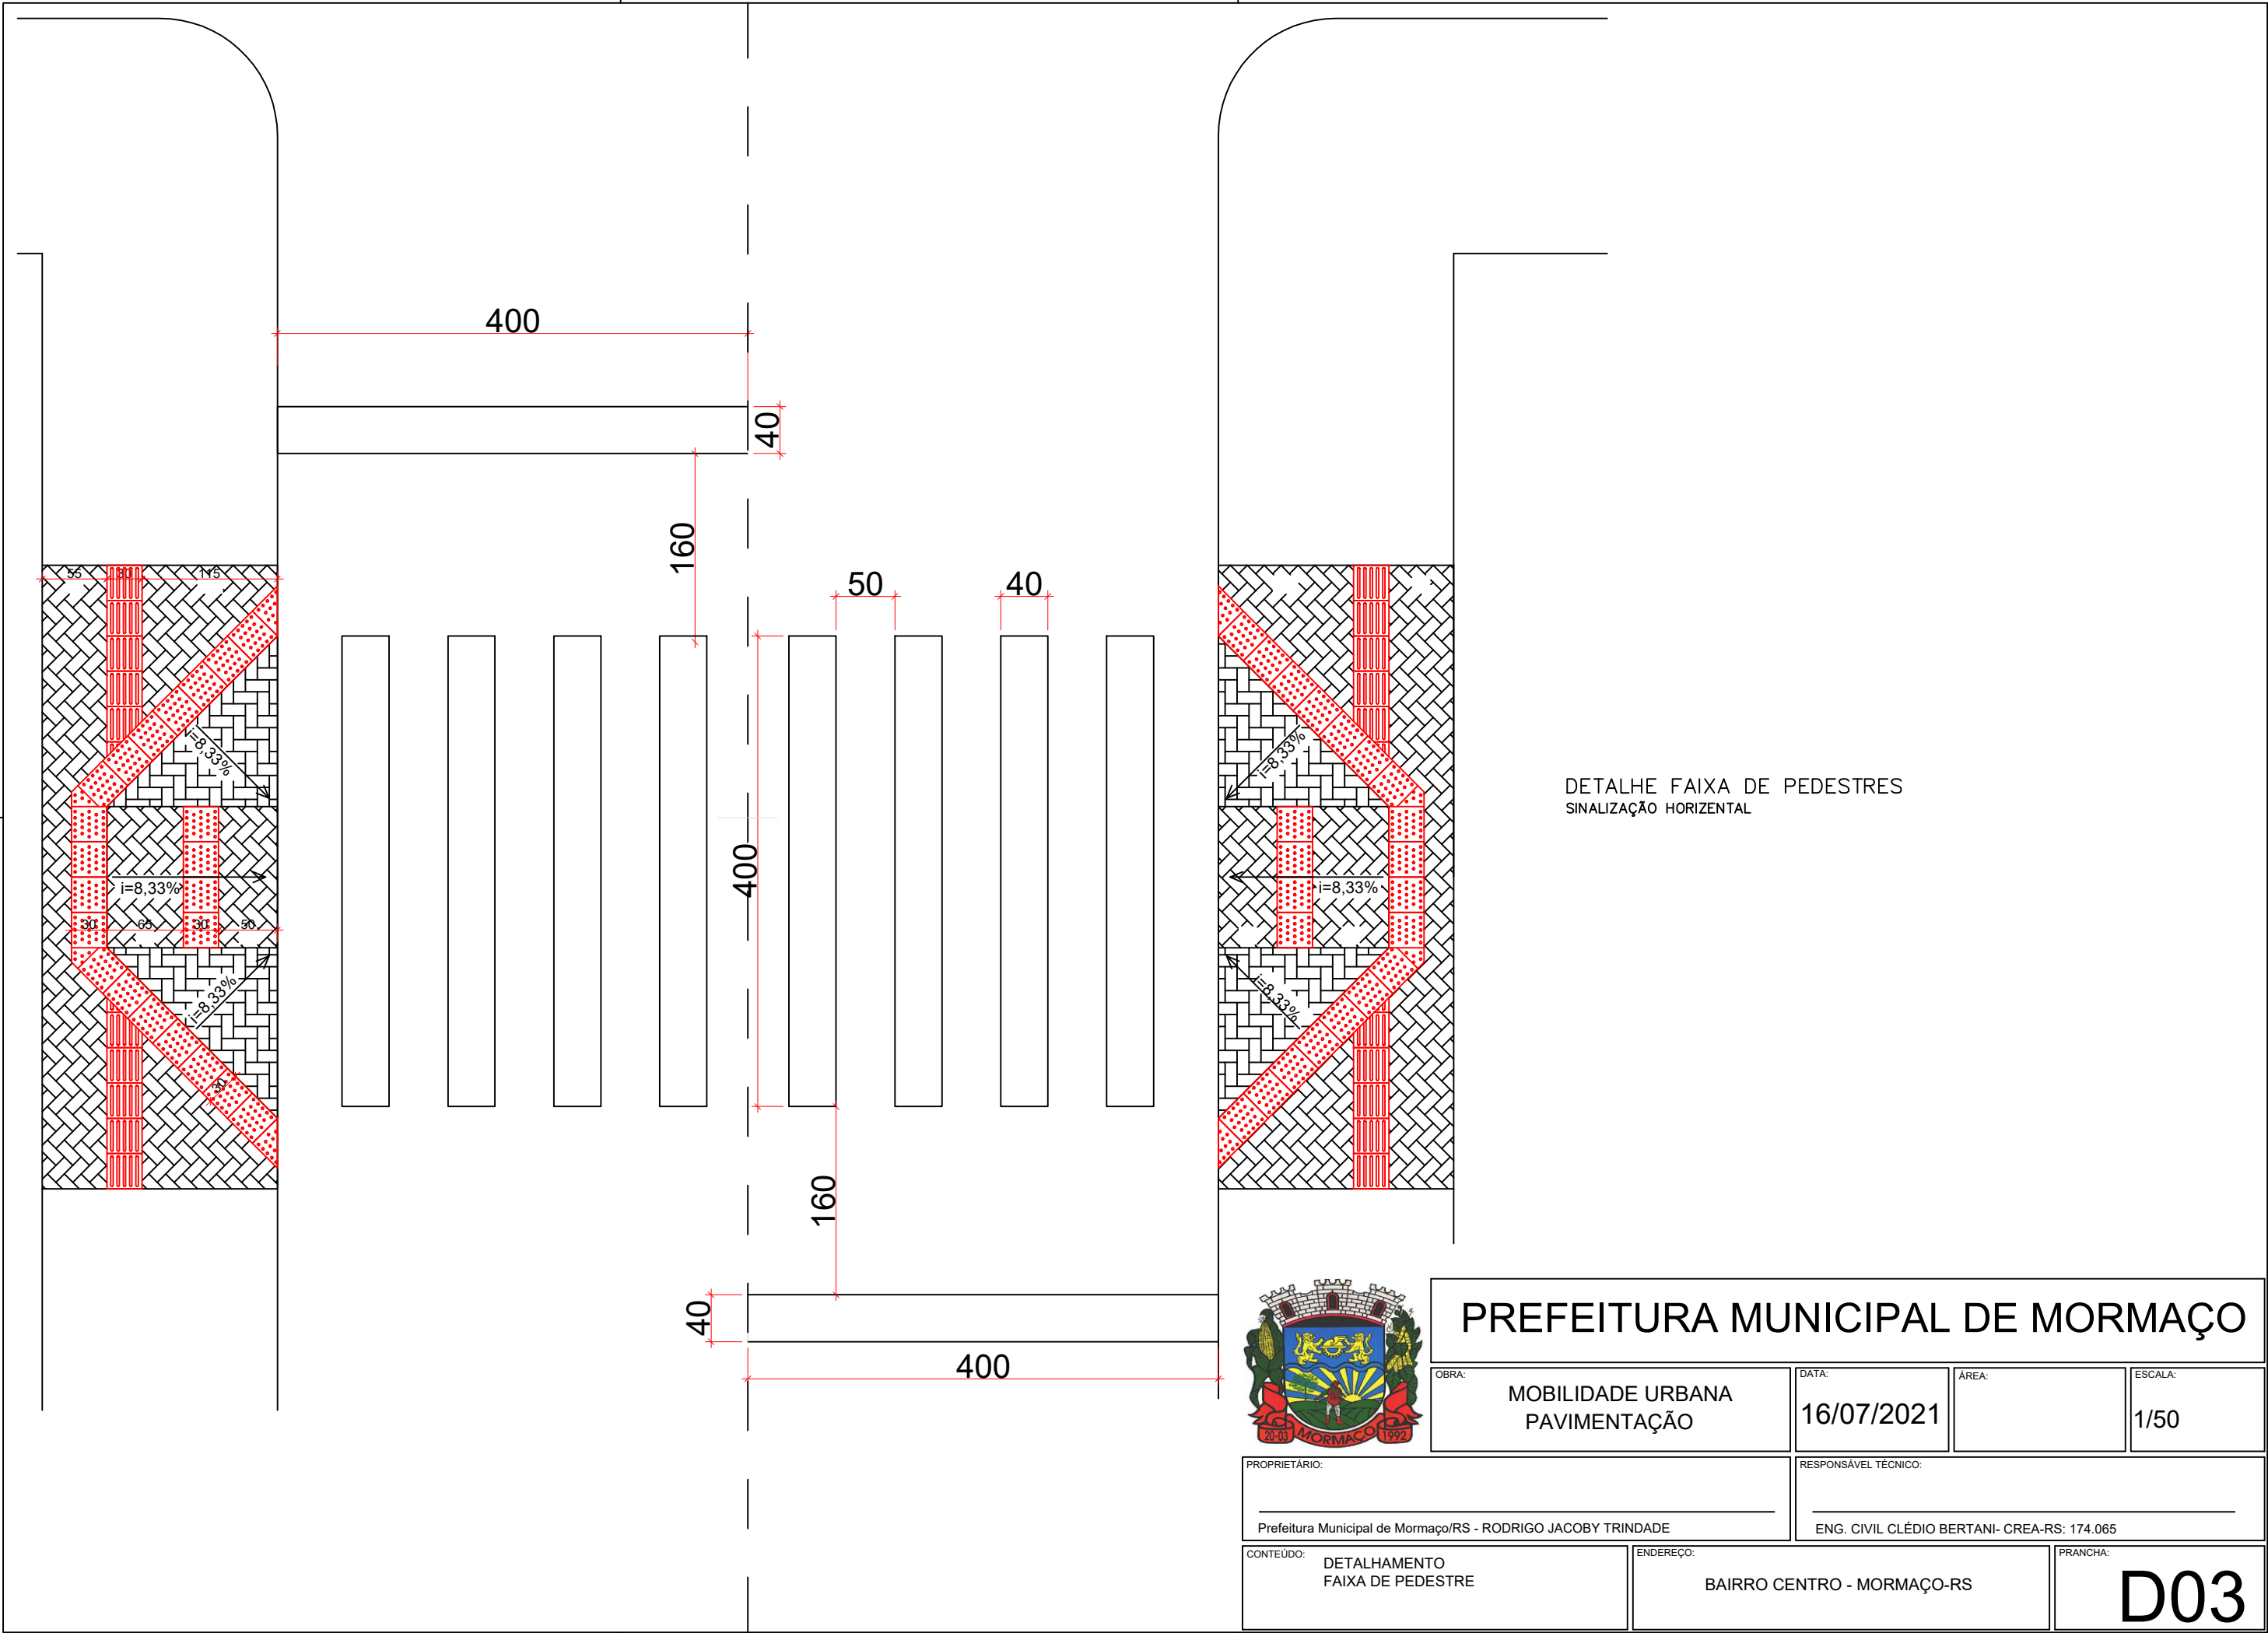 400
40
160
50
40
55
30
115
i=8,33%
i=8,33%
400
i=8,33%
i=8,33%
30
65
30
50
i=8,33%
i=8,33%
30
160
40
400
DETALHE FAIXA DE PEDESTRES
SINALIZAÇÃO HORIZENTAL
20-03
MORMAÇO
1992
PREFEITURA MUNICIPAL DE MORMAÇO
OBRA:
MOBILIDADE URBANA
PAVIMENTAÇÃO
DATA:
16/07/2021
ÁREA:
ESCALA:
1/50
PROPRIETÁRIO:
Prefeitura Municipal de Mormaço/RS - RODRIGO JACOBY TRINDADE
RESPONSÁVEL TÉCNICO:
ENG. CIVIL CLÉDIO BERTANI- CREA-RS: 174.065
CONTEÚDO:
DETALHAMENTO
FAIXA DE PEDESTRE
ENDEREÇO:
BAIRRO CENTRO - MORMAÇO-RS
PRANCHA:
D03